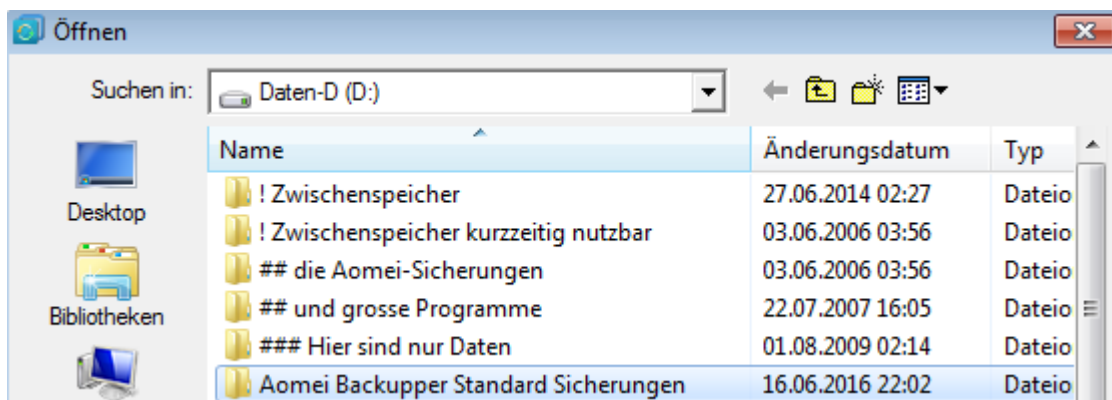 Öffnen
Suchen in: Daten-D (D:)
Name Änderungsdatum Typ
! Zwischenspeicher 27.06.2014 02:27 Dateio
! Zwischenspeicher kurzzeitig nutzbar 03.06.2006 03:56 Dateio
## die Aomei-Sicherungen 03.06.2006 03:56 Dateio
## und grosse Programme 22.07.2007 16:05 Dateio
### Hier sind nur Daten 01.08.2009 02:14 Dateio
Aomei Backupper Standard Sicherungen 16.06.2016 22:02 Dateio
Desktop
Bibliotheken